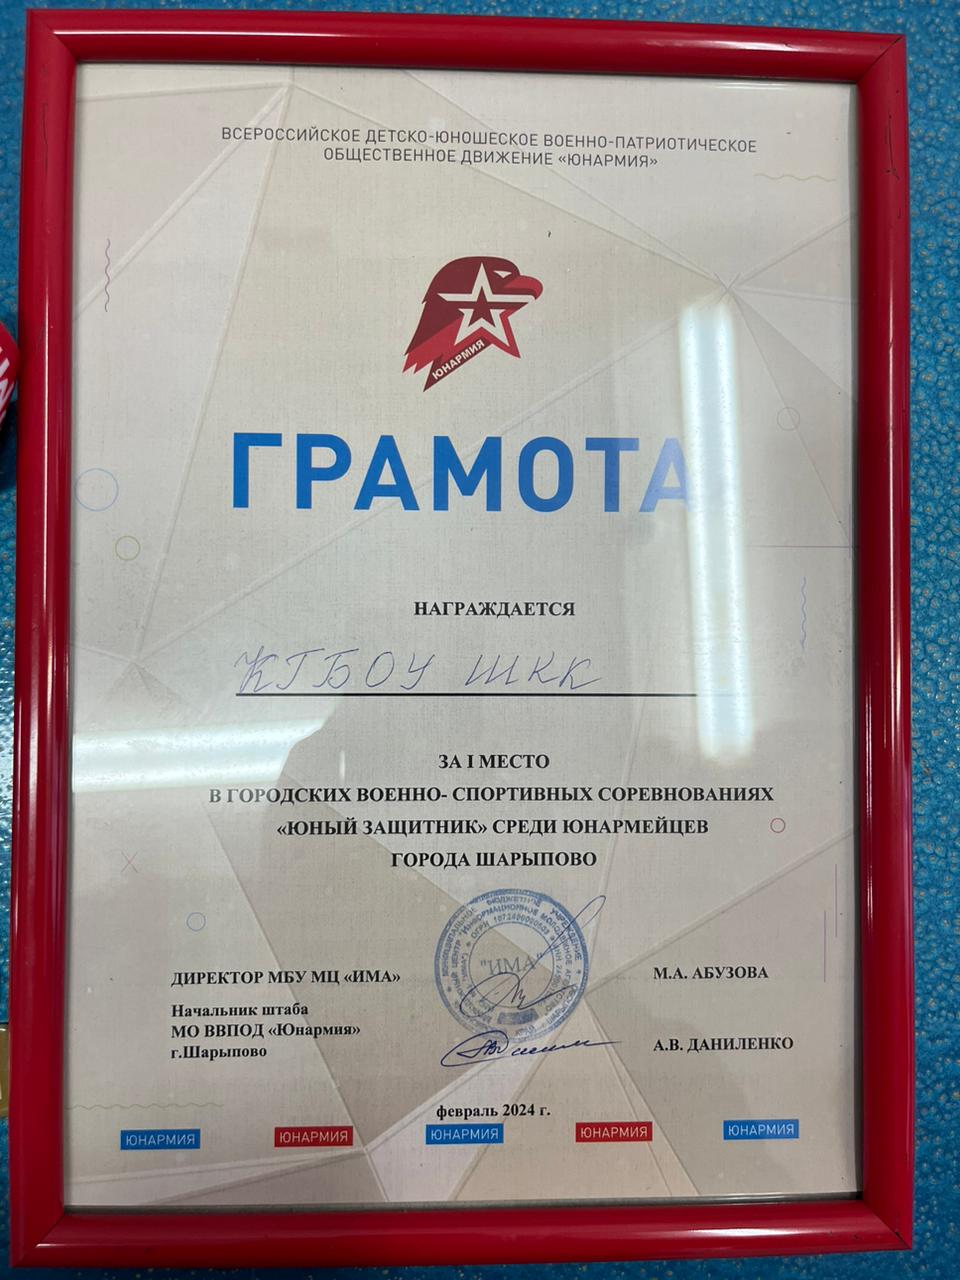 ВСЕРОССИЙСКОЕ ДЕТСКО-ЮНОШЕСКОЕ ВОЕННО-ПАТРИОТИЧЕСКОЕ
ОБЩЕСТВЕННОЕ ДВИЖЕНИЕ «ЮНАРМИЯ»
ЮНАРМИЯ
ГРАМОТА
НАГРАЖДАЕТСЯ
КГБОУ ШКК
ЗА I МЕСТО
В ГОРОДСКИХ ВОЕННО- СПОРТИВНЫХ СОРЕВНОВАНИЯХ
«ЮНЫЙ ЗАЩИТНИК» СРЕДИ ЮНАРМЕЙЦЕВ
ГОРОДА ШАРЫПОВО
"ИМА"
ДИРЕКТОР МБУ МЦ «ИМА» М.А. АБУЗОВА
Начальник штаба
МО ВВПОД «Юнармия»
г.Шарыпово А.В. ДАНИЛЕНКО
февраль 2024 г.
ЮНАРМИЯ ЮНАРМИЯ ЮНАРМИЯ ЮНАРМИЯ ЮНАРМИЯ